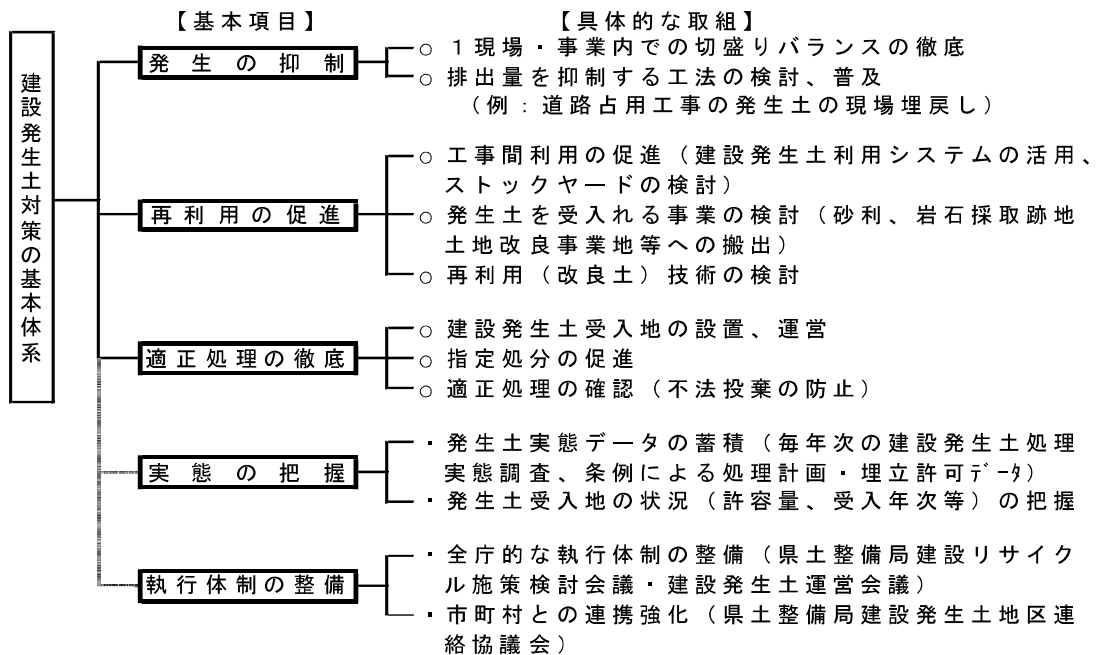 【基本項目】
【具体的な取組】
建設発生土対策の基本体系
発生の抑制
○ 1現場・事業内での切盛りバランスの徹底
○ 排出量を抑制する工法の検討、普及
（例：道路占用工事の発生土の現場埋戻し）
再利用の促進
○ 工事間利用の促進（建設発生土利用システムの活用、
ストックヤードの検討）
○ 発生土を受入れる事業の検討（砂利、岩石採取跡地
土地改良事業地等への搬出）
○ 再利用（改良土）技術の検討
適正処理の徹底
○ 建設発生土受入地の設置、運営
○ 指定処分の促進
○ 適正処理の確認（不法投棄の防止）
実態の把握
・発生土実態データの蓄積（毎年次の建設発生土処理
実態調査、条例による処理計画・埋立許可ﾃﾞｰﾀ）
・発生土受入地の状況（許容量、受入年次等）の把握
執行体制の整備
・全庁的な執行体制の整備（県土整備局建設リサイク
ル施策検討会議・建設発生土運営会議）
・市町村との連携強化（県土整備局建設発生土地区連
絡協議会）